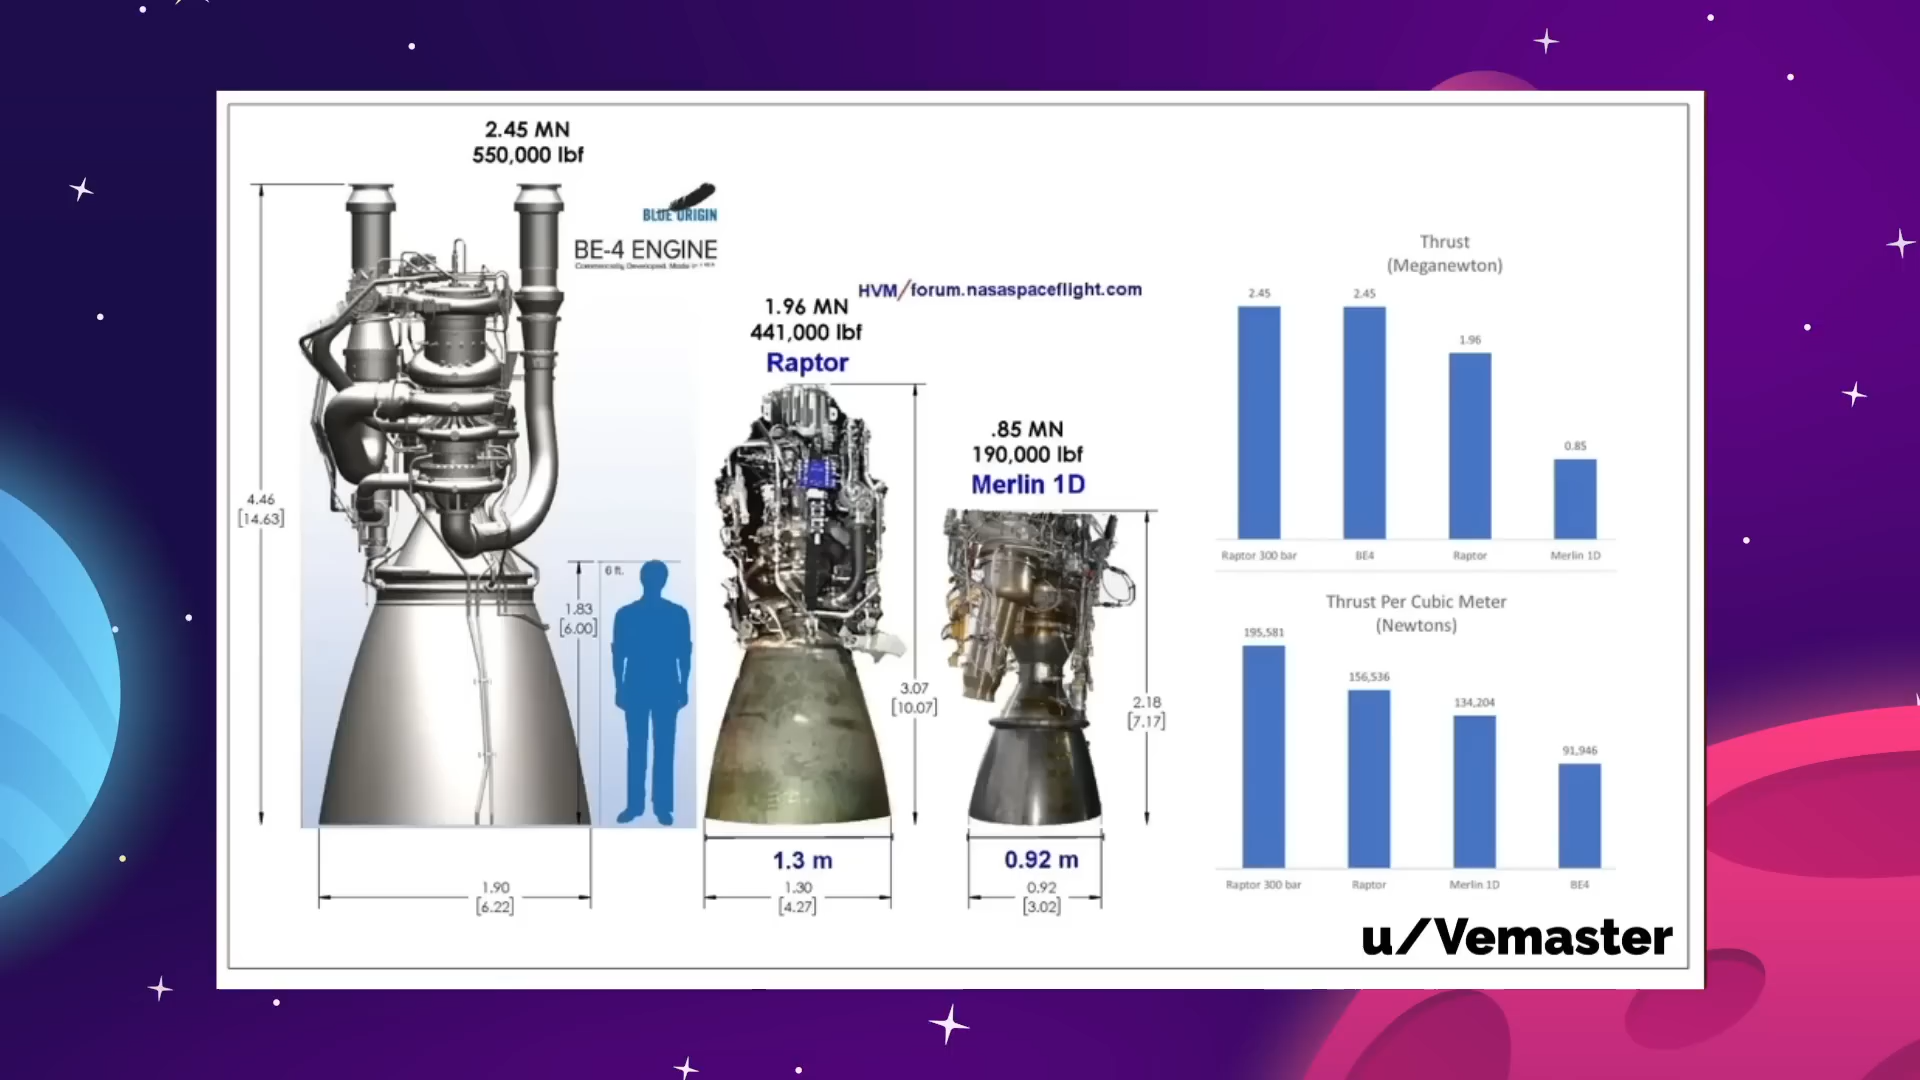 2.45 MN
550,000 lbf
BLUE ORIGIN
BE-4 ENGINE
Commercially Developed. Made in
HVM/forum.nasaspaceflight.com
1.96 MN
441,000 lbf
Raptor
.85 MN
190,000 lbf
Merlin 1D
4.46
[14.63]
6 ft.
1.83
[6.00]
3.07
[10.07]
2.18
[7.17]
1.3 m
0.92 m
1.90
[6.22]
1.30
[4.27]
0.92
[3.02]
Thrust
(Meganewton)
2.45
2.45
1.96
0.85
Raptor 300 bar
BE4
Raptor
Merlin 1D
Thrust Per Cubic Meter
(Newtons)
195,581
156,536
134,204
91,946
Raptor 300 bar
Raptor
Merlin 1D
BE4
u/Vemaster